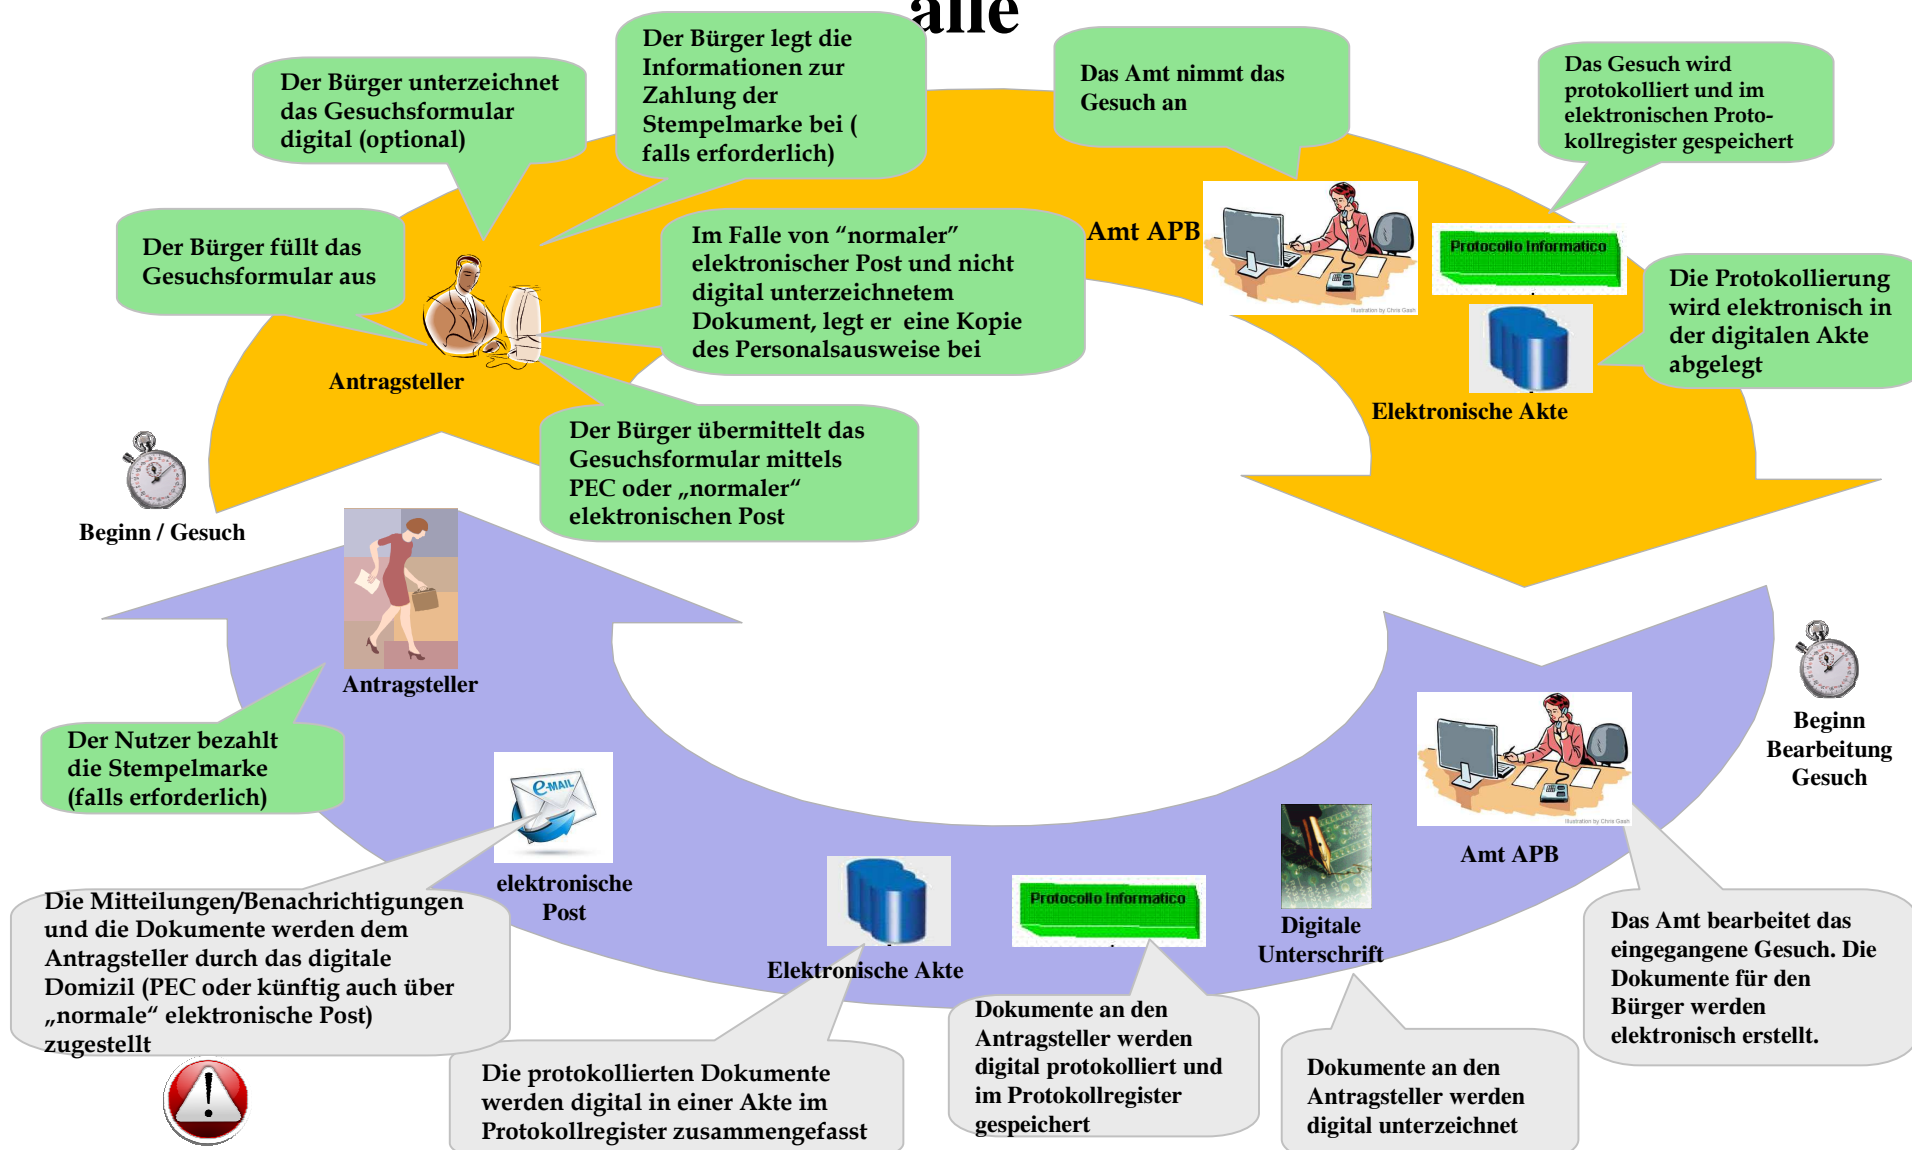 alle
Der Bürger legt die
Informationen zur
Zahlung der
Stempelmarke bei (
falls erforderlich)
Der Bürger unterzeichnet
das Gesuchsformular
digital (optional)
Das Amt nimmt das
Gesuch an
Das Gesuch wird
protokolliert und im
elektronischen Proto-
kollregister gespeichert
Der Bürger füllt das
Gesuchsformular aus
Im Falle von “normaler”
elektronischer Post und nicht
digital unterzeichnetem
Dokument, legt er eine Kopie
des Personalsausweise bei
Amt APB
Illustration by Chris Gash
Protocollo Informatico
Die Protokollierung
wird elektronisch in
der digitalen Akte
abgelegt
Antragsteller
Elektronische Akte
Der Bürger übermittelt das
Gesuchsformular mittels
PEC oder „normaler“
elektronischen Post
Beginn / Gesuch
Antragsteller
Der Nutzer bezahlt
die Stempelmarke
(falls erforderlich)
Beginn
Bearbeitung
Gesuch
e-MAIL
elektronische
Post
Illustration by Chris Gash
Amt APB
Protocollo Informatico
Digitale
Unterschrift
Elektronische Akte
Die Mitteilungen/Benachrichtigungen
und die Dokumente werden dem
Antragsteller durch das digitale
Domizil (PEC oder künftig auch über
„normale“ elektronische Post)
zugestellt
Die protokollierten Dokumente
werden digital in einer Akte im
Protokollregister zusammengefasst
Dokumente an den
Antragsteller werden
digital protokolliert und
im Protokollregister
gespeichert
Dokumente an den
Antragsteller werden
digital unterzeichnet
Das Amt bearbeitet das
eingegangene Gesuch. Die
Dokumente für den
Bürger werden
elektronisch erstellt.